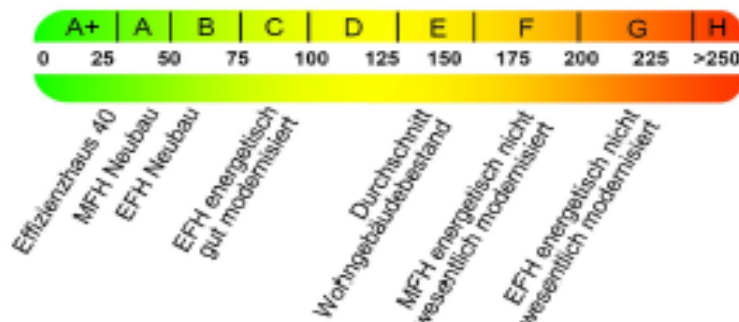 A+ A B C D E F G H
0 25 50 75 100 125 150 175 200 225 >250
Effizienzhaus 40
MFH Neubau
EFH Neubau
EFH energetisch
gut modernisiert
Durchschnitt
Wohngebäudebestand
MFH energetisch nicht
wesentlich modernisiert
EFH energetisch nicht
wesentlich modernisiert